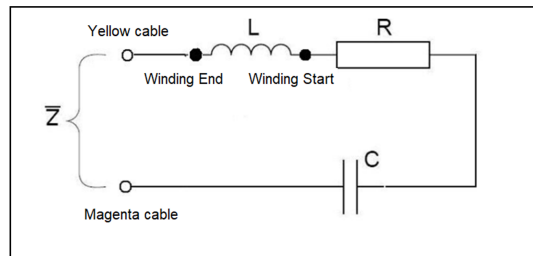 Yellow cable
L
R
Winding End
Winding Start
Z̅
C
Magenta cable